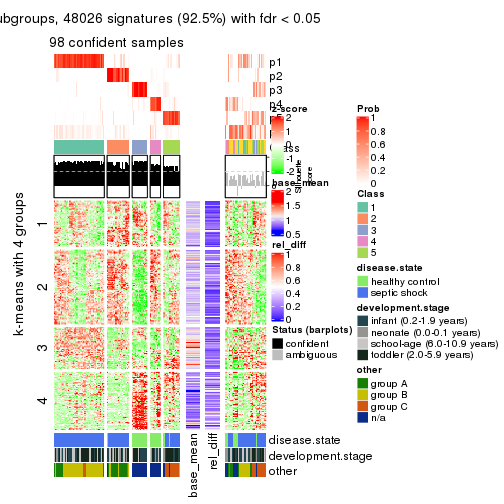 ubgroups, 48026 signatures (92.5%) with fdr < 0.05
98 confident samples
p1
p2
p3
p4
z-score
2
1
0
-1
-2
Silhouette
score
base_mean
2
1.5
1
0.5
rel_diff
1
0.8
0.6
0.4
0.2
0
Status (barplots)
confident
ambiguous
Prob
1
0.8
0.6
0.4
0.2
0
Class
1
2
3
4
5
disease.state
healthy control
septic shock
development.stage
infant (0.2-1.9 years)
neonate (0.0-0.1 years)
school-age (6.0-10.9 years)
toddler (2.0-5.9 years)
other
group A
group B
group C
n/a
k-means with 4 groups
1
2
3
4
disease.state
development.stage
other
base_mean
rel_diff